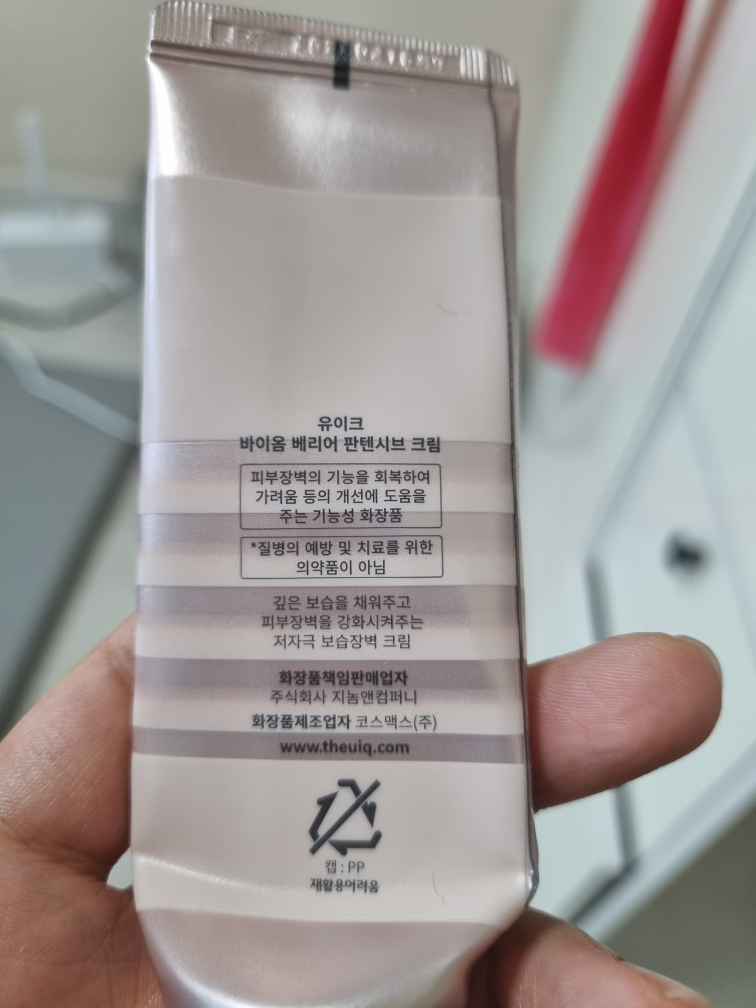 유이크
바이옴 베리어 판텐시브 크림
피부장벽의 기능을 회복하여
가려움 등의 개선에 도움을
주는 기능성 화장품
*질병의 예방 및 치료를 위한
의약품이 아님
깊은 보습을 채워주고
피부장벽을 강화시켜주는
저자극 보습장벽 크림
화장품책임판매업자
주식회사 지놈앤컴퍼니
화장품제조업자 코스맥스(주)
www.theuiq.com
캡 : PP
재활용어려움